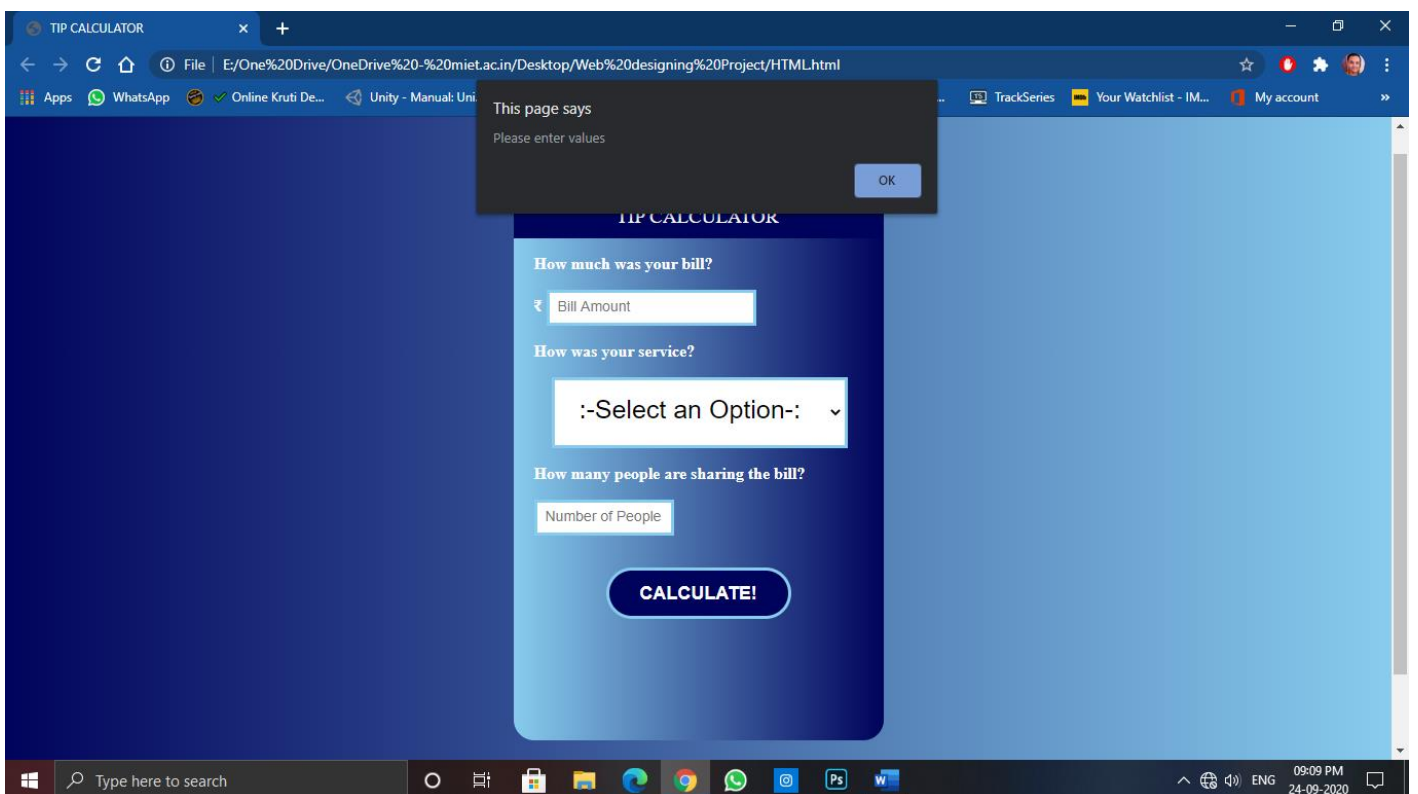 TIP CALCULATOR
File | E:/One%20Drive/OneDrive%20-%20miet.ac.in/Desktop/Web%20designing%20Project/HTML.html
Apps WhatsApp Online Kruti De... Unity - Manual: Uni... TrackSeries Your Watchlist - IM... My account »
This page says
Please enter values
OK
TIP CALCULATOR
How much was your bill?
₹ Bill Amount
How was your service?
:-Select an Option-:
How many people are sharing the bill?
Number of People
CALCULATE!
Type here to search
Ps W ENG 09:09 PM
24-09-2020